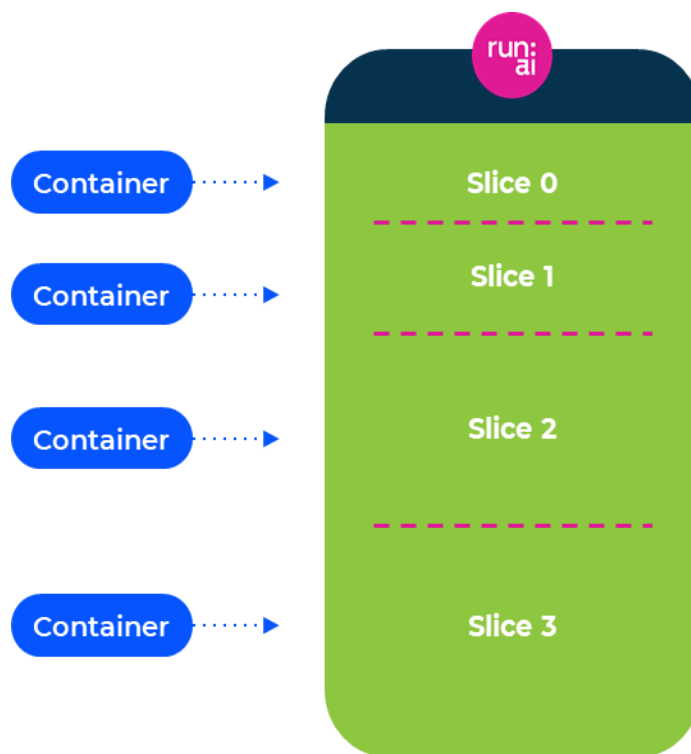 run:
ai
Container
Slice 0
Container
Slice 1
Container
Slice 2
Container
Slice 3